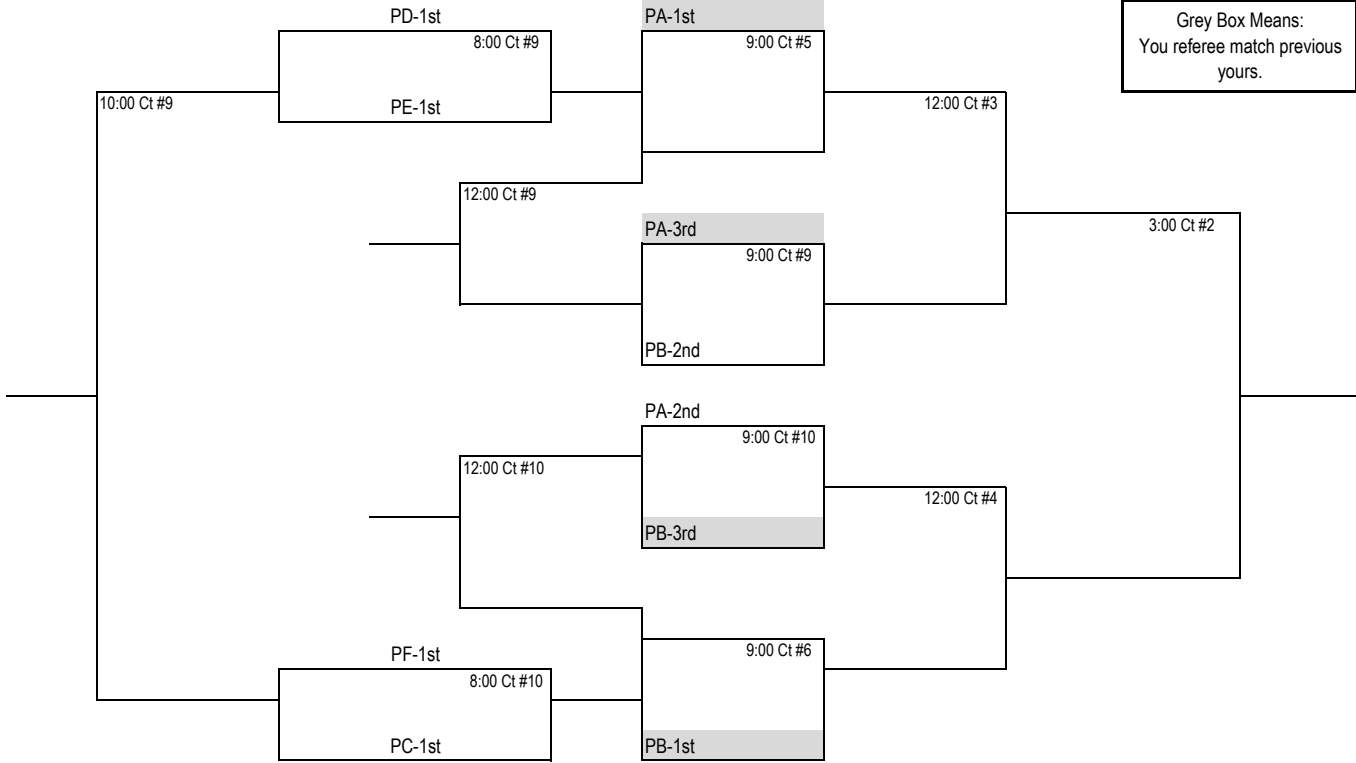 PD-1st
PA-1st
Grey Box Means:
You referee match previous
yours.
8:00 Ct #9
9:00 Ct #5
10:00 Ct #9
PE-1st
12:00 Ct #3
12:00 Ct #9
PA-3rd
3:00 Ct #2
9:00 Ct #9
PB-2nd
PA-2nd
9:00 Ct #10
12:00 Ct #10
12:00 Ct #4
PB-3rd
PF-1st
9:00 Ct #6
8:00 Ct #10
PC-1st
PB-1st